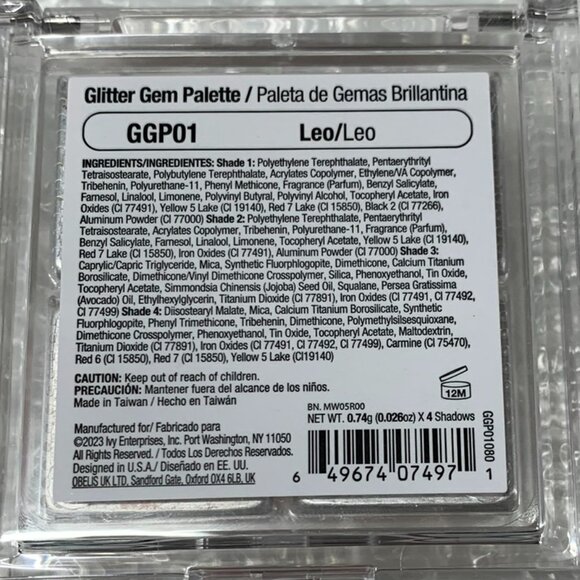 Glitter Gem Palette / Paleta de Gemas Brillantina
GGP01 Leo/Leo
INGREDIENTS/INGREDIENTES: Shade 1: Polyethylene Terephthalate, Pentaerythrityl
Tetraisostearate, Polybutylene Terephthalate, Acrylates Copolymer, Ethylene/VA Copolymer,
Tribehenin, Polyurethane-11, Phenyl Methicone, Fragrance (Parfum), Benzyl Salicylate,
Farnesol, Linalool, Limonene, Polyvinyl Butyral, Polyvinyl Alcohol, Tocopheryl Acetate, Iron
Oxides (CI 77491), Yellow 5 Lake (CI 19140), Red 7 Lake (CI 15850), Black 2 (CI 77266),
Aluminum Powder (CI 77000) Shade 2: Polyethylene Terephthalate, Pentaerythrityl
Tetraisostearate, Acrylates Copolymer, Tribehenin, Polyurethane-11, Fragrance (Parfum),
Benzyl Salicylate, Farnesol, Linalool, Limonene, Tocopheryl Acetate, Yellow 5 Lake (CI 19140),
Red 7 Lake (CI 15850), Iron Oxides (CI 77491), Aluminum Powder (CI 77000) Shade 3:
Caprylic/Capric Triglyceride, Mica, Synthetic Fluorphlogopite, Dimethicone, Calcium Titanium
Borosilicate, Dimethicone/Vinyl Dimethicone Crosspolymer, Silica, Phenoxyethanol, Tin Oxide,
Tocopheryl Acetate, Simmondsia Chinensis (Jojoba) Seed Oil, Squalane, Persea Gratissima
(Avocado) Oil, Ethylhexylglycerin, Titanium Dioxide (CI 77891), Iron Oxides (CI 77491, CI 77492,
CI 77499) Shade 4: Diisostearyl Malate, Mica, Calcium Titanium Borosilicate, Synthetic
Fluorphlogopite, Phenyl Trimethicone, Tribehenin, Dimethicone, Polymethylsilsesquioxane,
Dimethicone Crosspolymer, Phenoxyethanol, Tin Oxide, Tocopheryl Acetate, Maltodextrin,
Titanium Dioxide (CI 77891), Iron Oxides (CI 77491, CI 77492, CI 77499), Carmine (CI 75470),
Red 6 (CI 15850), Red 7 (CI 15850), Yellow 5 Lake (CI19140)
CAUTION: Keep out of reach of children.
PRECAUCIÓN: Mantener fuera del alcance de los niños.
Made in Taiwan / Hecho en Taiwán
12M
BN. MW05R00
NET WT. 0.74g (0.026oz) X 4 Shadows
Manufactured for/ Fabricado para
©2023 Ivy Enterprises, Inc. Port Washington, NY 11050
All Rights Reserved. / Todos Los Derechos Reservados.
Designed in U.S.A./ Diseñado en EE. UU.
OBELIS UK LTD, Sandford Gate, Oxford OX4 6LB, UK
6 49674 07497 1
GGP01080